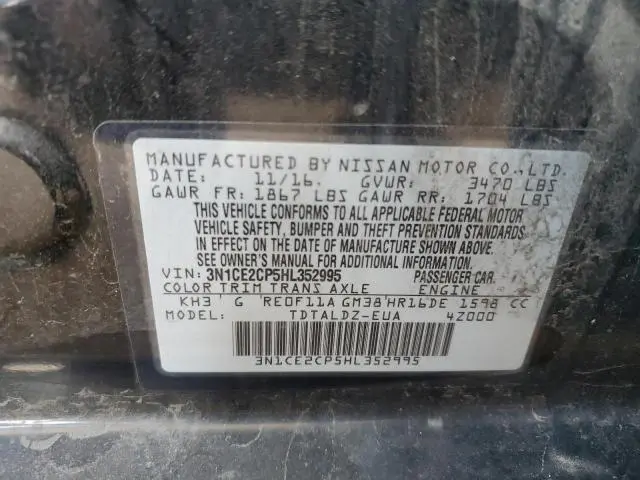 MANUFACTURED BY NISSAN MOTOR CO.,LTD.
DATE: 11/16. GVWR: 3470 LBS
GAWR FR: 1867 LBS GAWR RR: 1704 LBS
THIS VEHICLE CONFORMS TO ALL APPLICABLE FEDERAL MOTOR
VEHICLE SAFETY, BUMPER AND THEFT PREVENTION STANDARDS
IN EFFECT ON THE DATE OF MANUFACTURE SHOWN ABOVE.
SEE OWNER'S MANUAL FOR ADDITIONAL INFORMATION.
VIN: 3N1CE2CP5HL352995 PASSENGER CAR
COLOR TRIM TRANS AXLE ENGINE
KH3 G RE0F11A GM38 HR16DE 1598 CC
MODEL: TDTALDZ-EUA 4Z000
3N1CE2CP5HL352995